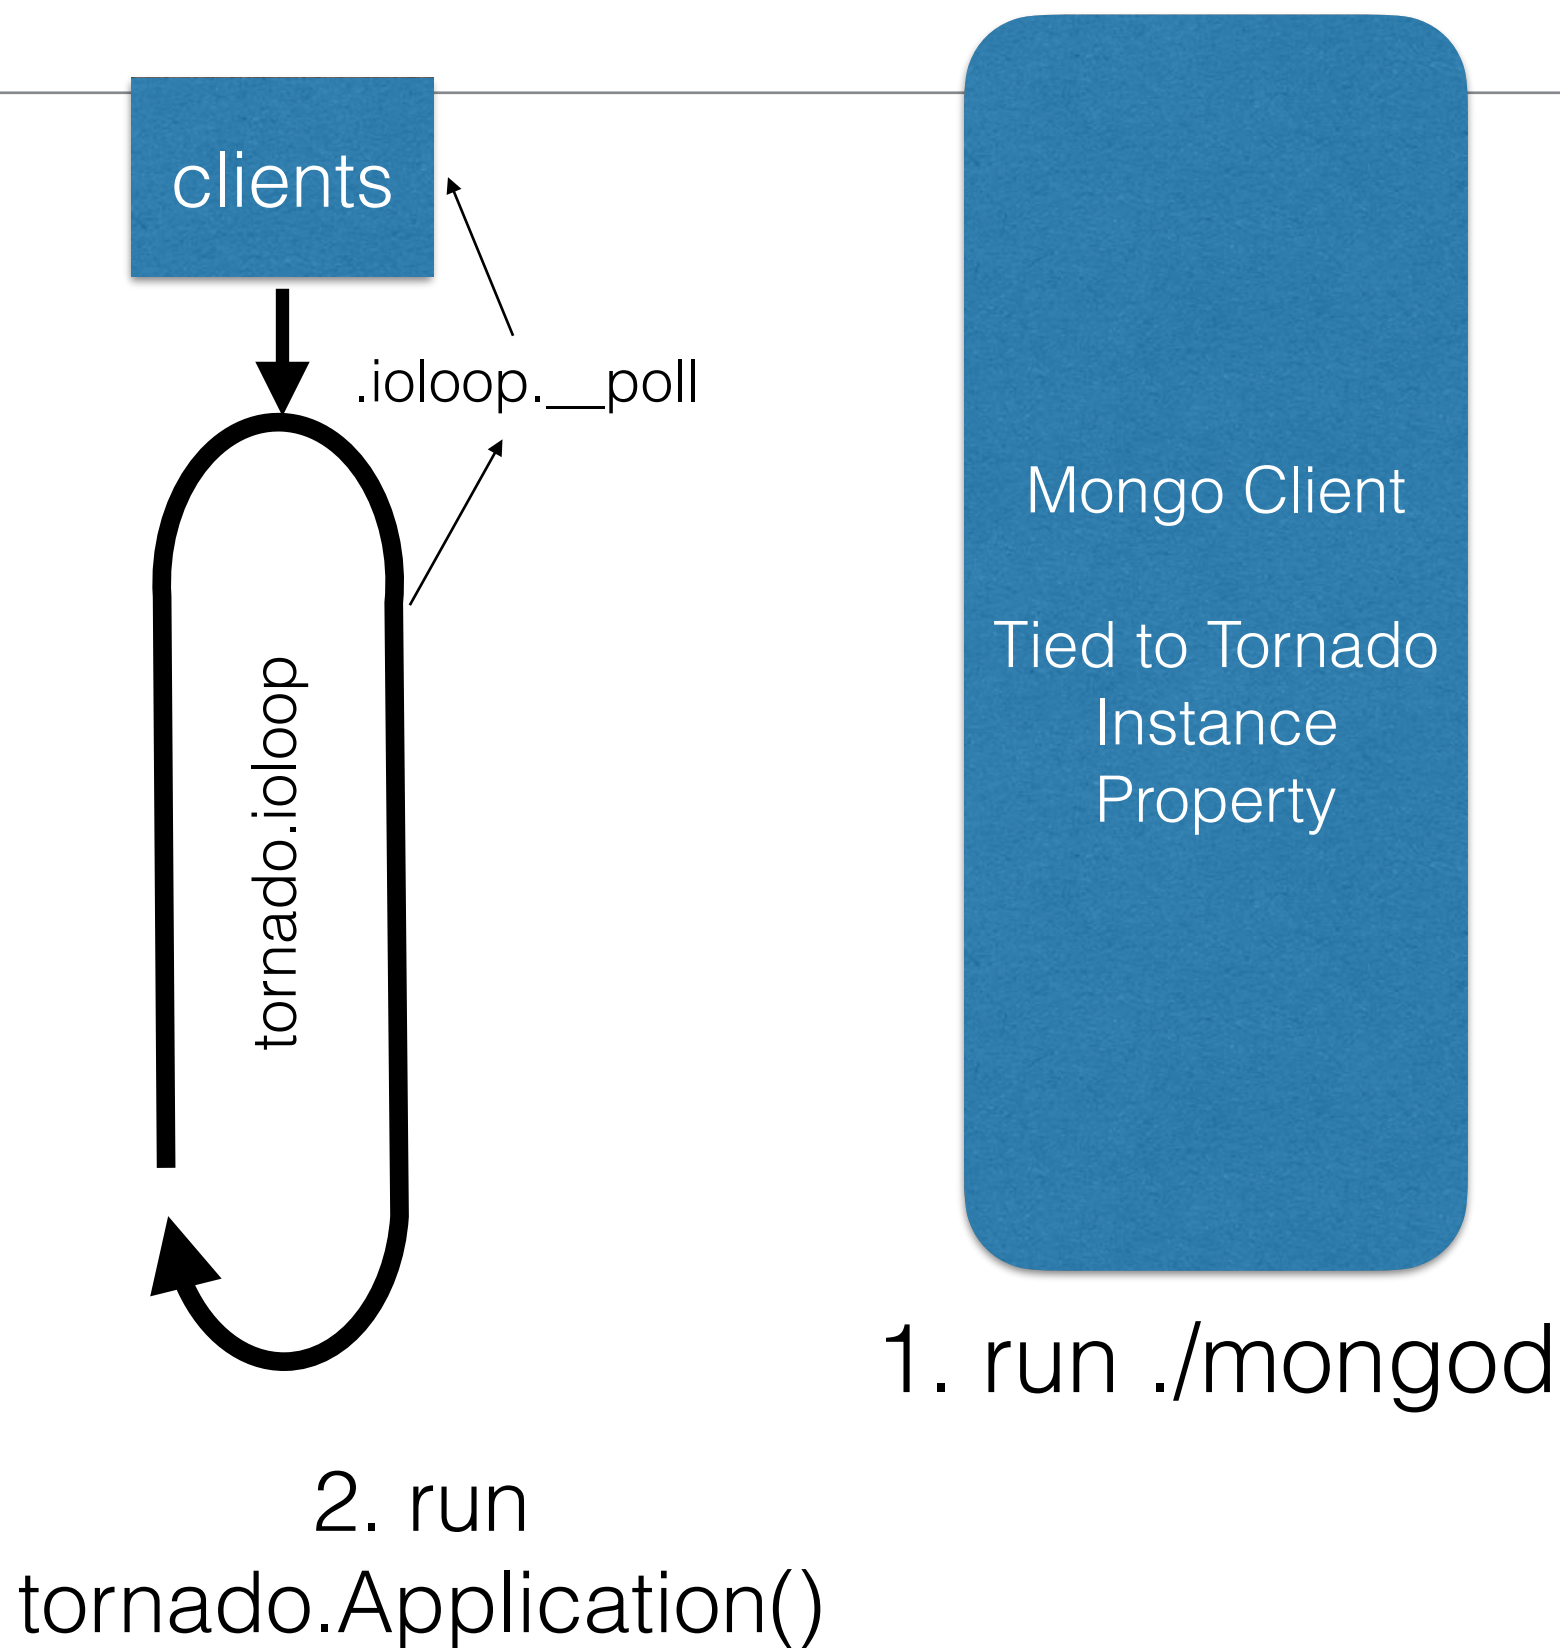 clients
.ioloop.__poll
tornado.ioloop
Mongo Client
Tied to Tornado
Instance
Property
1. run ./mongod
2. run
tornado.Application()